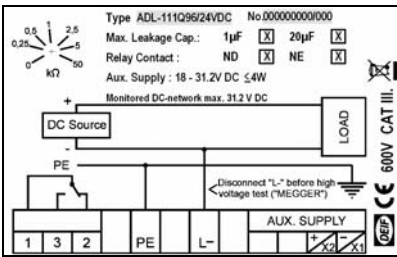 Type ADL-111Q96/24VDC No.000000000/000
Max. Leakage Cap.: 1µF X 20µF X
Relay Contact : ND X NE X
Aux. Supply : 18 - 31.2V DC ≤4W
0 0,25 0,5 1 2,5 5 50
kΩ
Monitored DC-network max. 31.2 V DC
+
DC Source
-
LOAD
PE
Disconnect "L-" before high
voltage test ("MEGGER")
AUX. SUPPLY
1 3 2 PE L- + X2 - X1
600V CAT III.
CE
DEIF